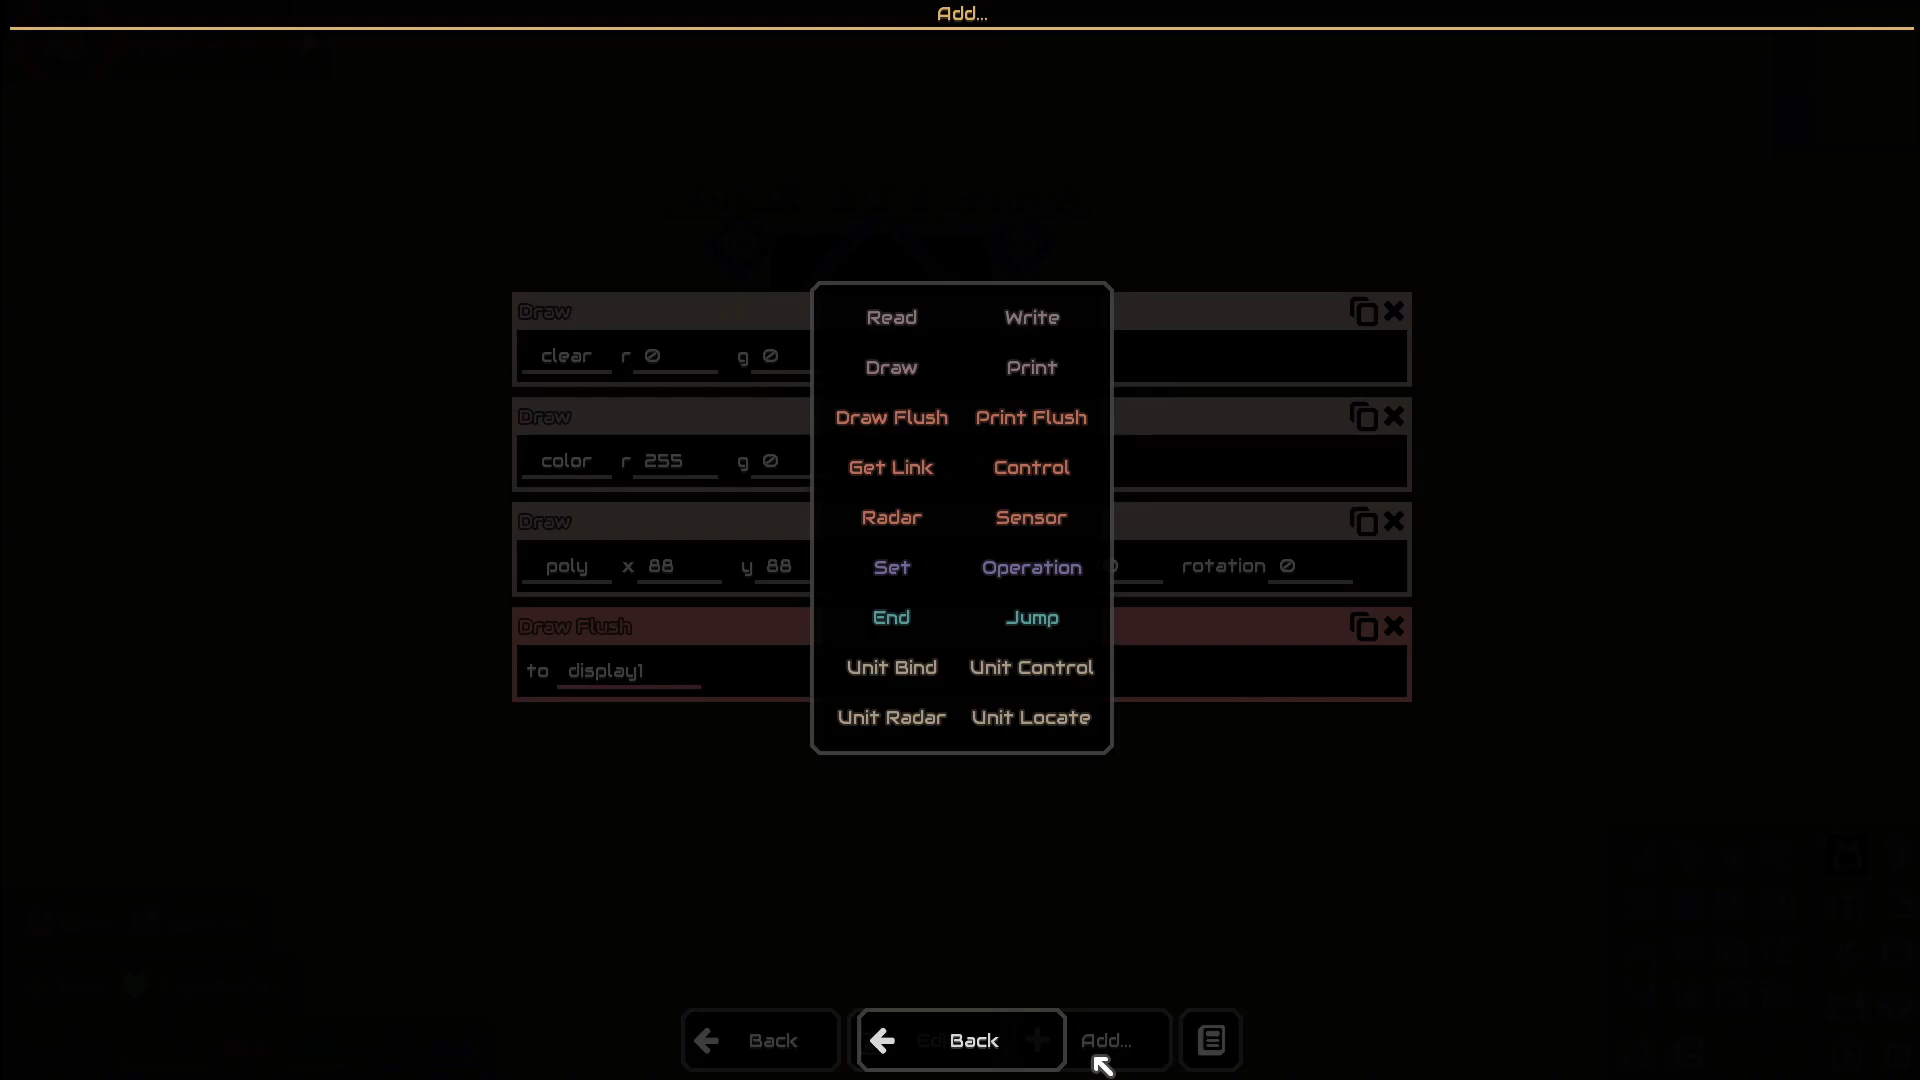 Add...
Read Write
Draw
Draw Print
clear r 0 g 0
Draw Flush Print Flush
Draw
color r 255 g 0
Get Link Control
Radar Sensor
Draw
poly x 88 y 88 0 rotation 0
Set Operation
End Jump
Draw Flush
to display1
Unit Bind Unit Control
Unit Radar Unit Locate
Back Back Add...